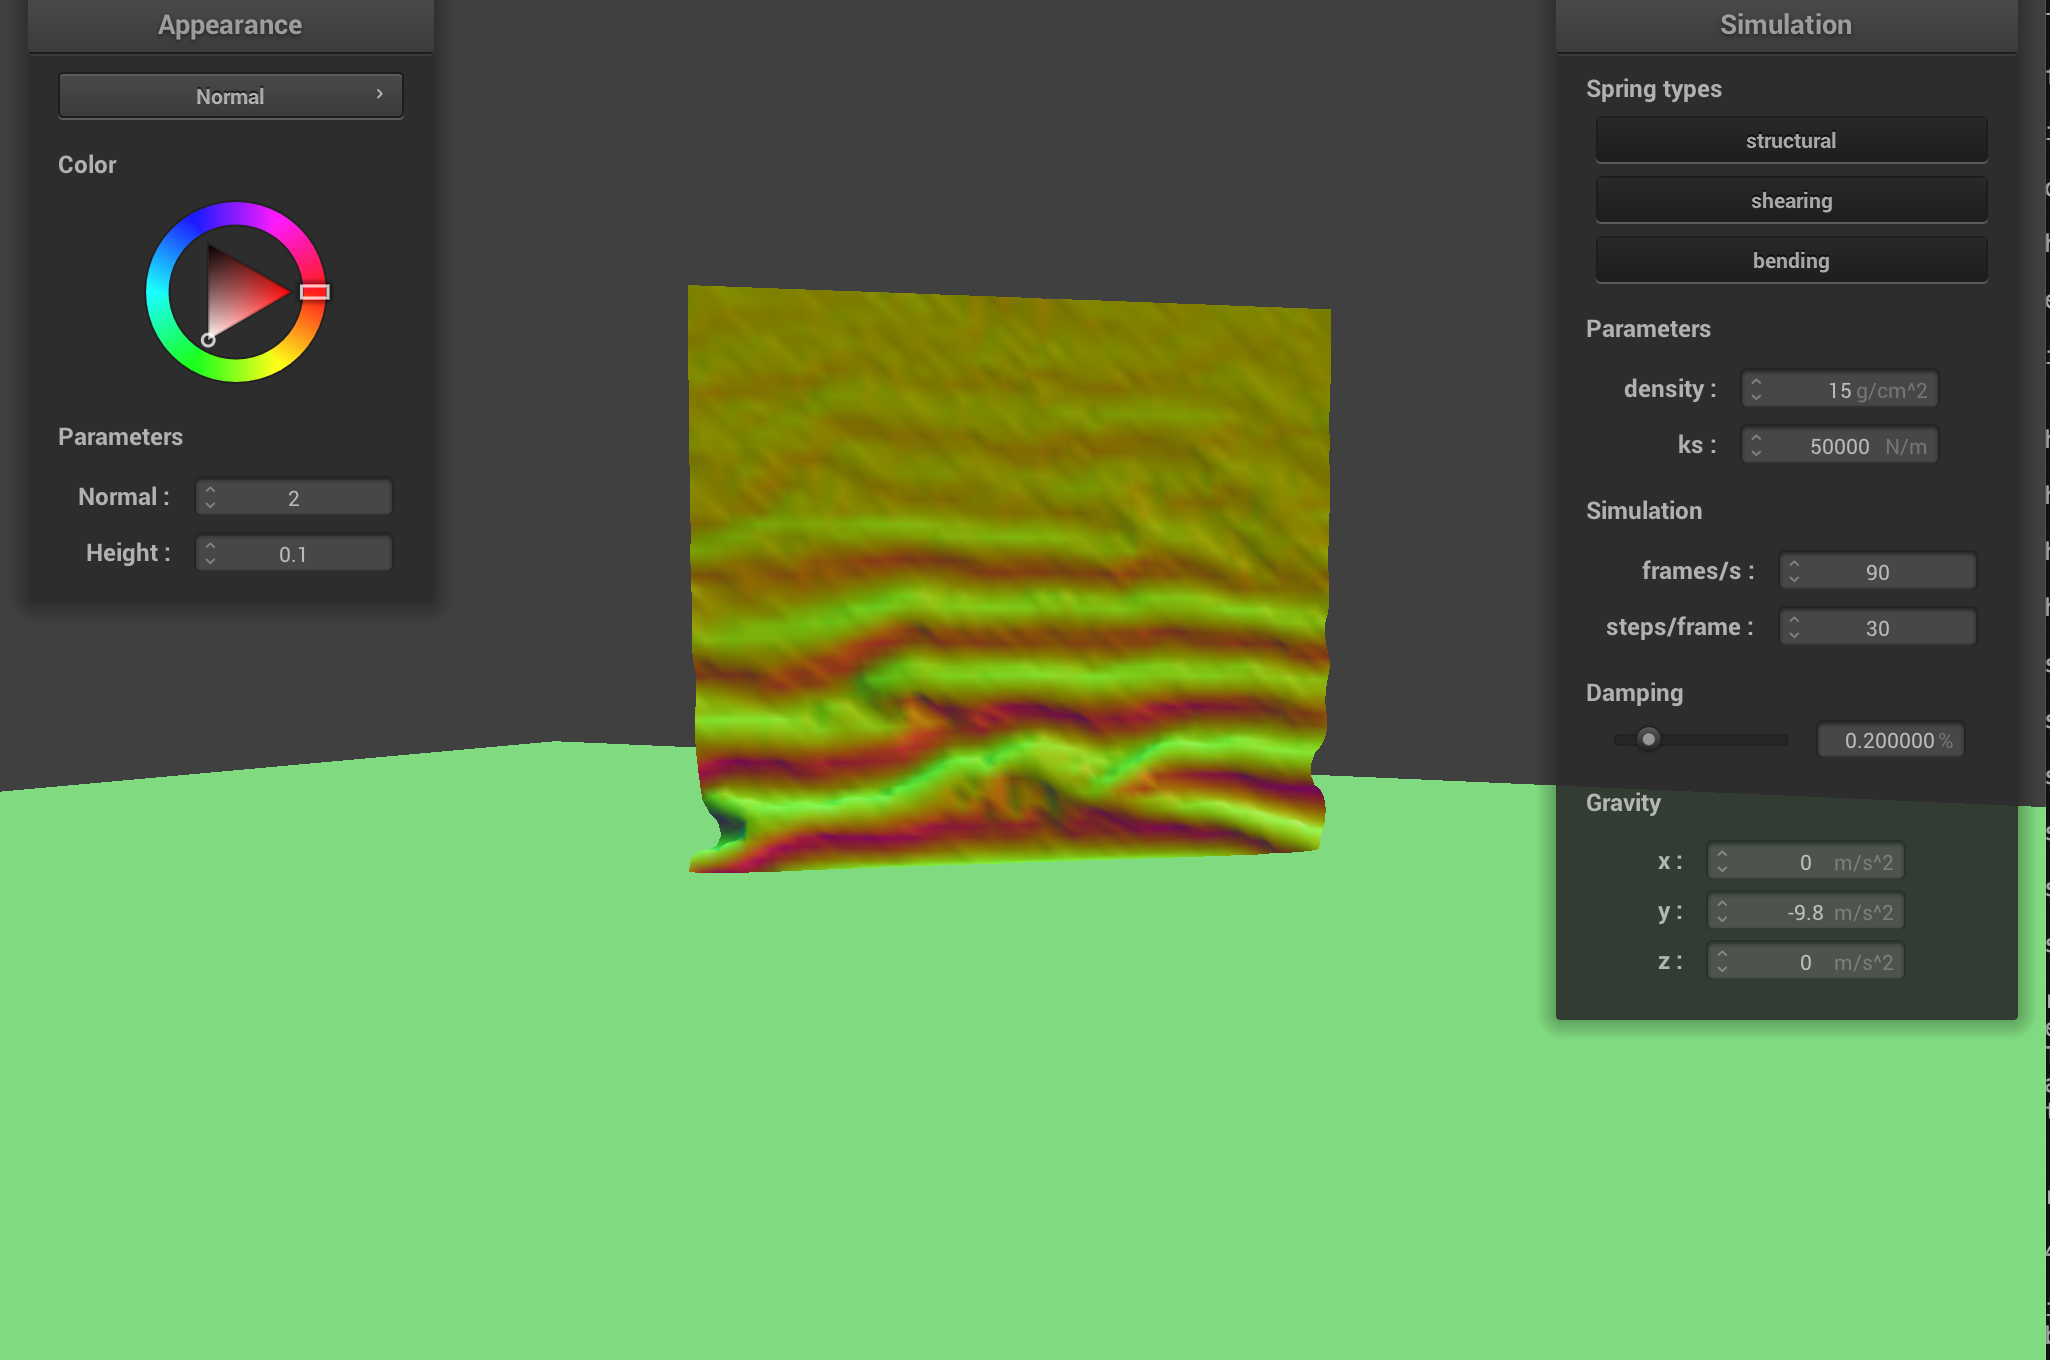 Appearance
Normal
Color
Parameters
Normal :
2
Height :
0.1
Simulation
Spring types
structural
shearing
bending
Parameters
density :
15 g/cm^2
ks :
50000 N/m
Simulation
frames/s :
90
steps/frame :
30
Damping
0.200000 %
Gravity
x :
0 m/s^2
y :
-9.8 m/s^2
z :
0 m/s^2